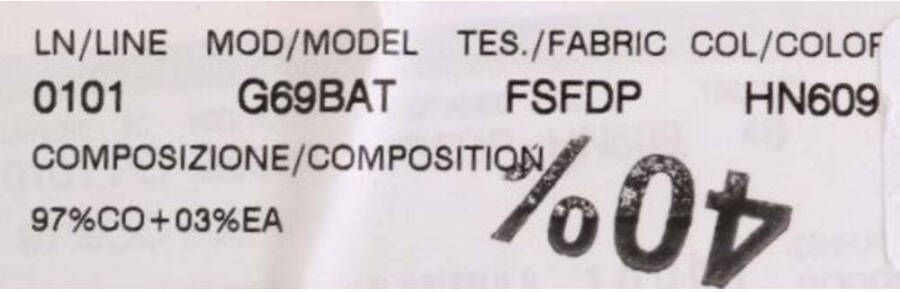 LN/LINE MOD/MODEL TES./FABRIC COL/COLOR
0101 G69BAT FSFDP HN609
COMPOSIZIONE/COMPOSITION
97%CO+03%EA
40%